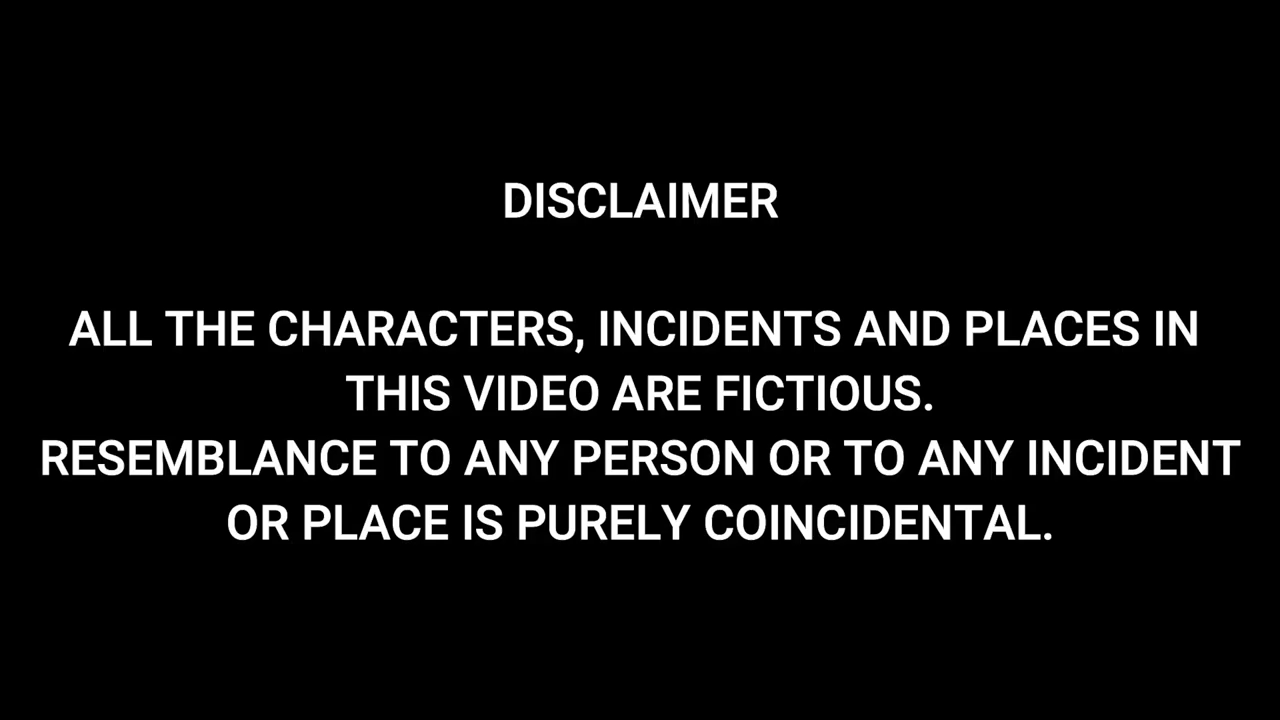 DISCLAIMER
ALL THE CHARACTERS, INCIDENTS AND PLACES IN
THIS VIDEO ARE FICTIOUS.
RESEMBLANCE TO ANY PERSON OR TO ANY INCIDENT
OR PLACE IS PURELY COINCIDENTAL.